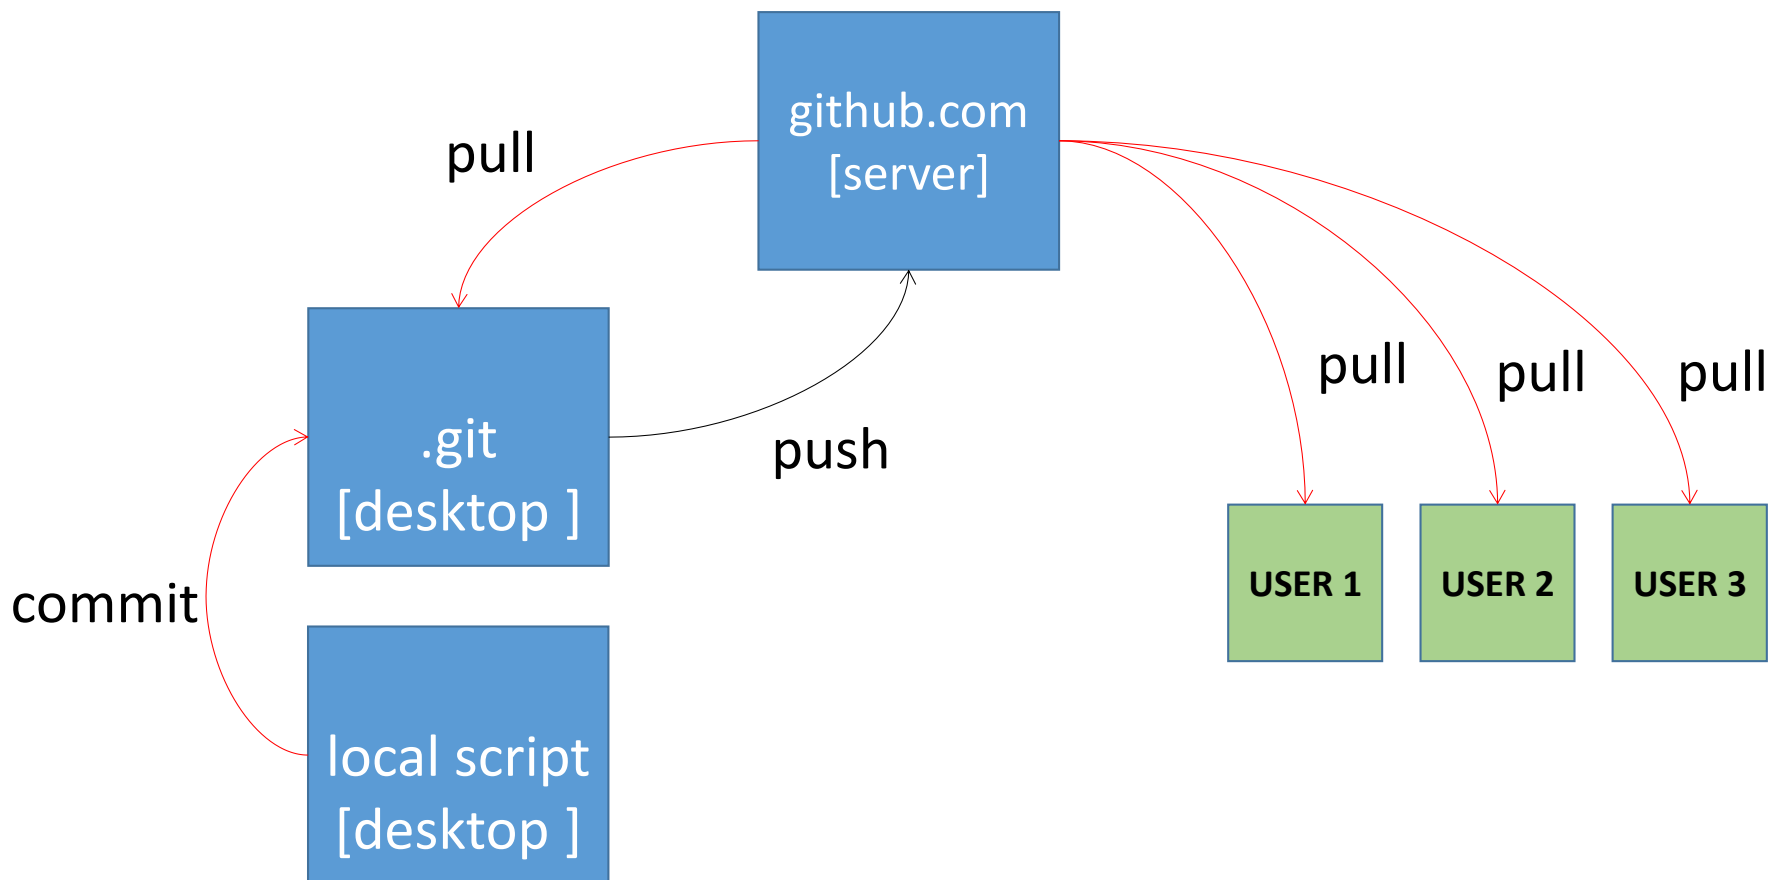 github.com
[server]
pull
pull
pull
pull
.git
[desktop ]
push
commit
USER 1
USER 2
USER 3
local script
[desktop ]